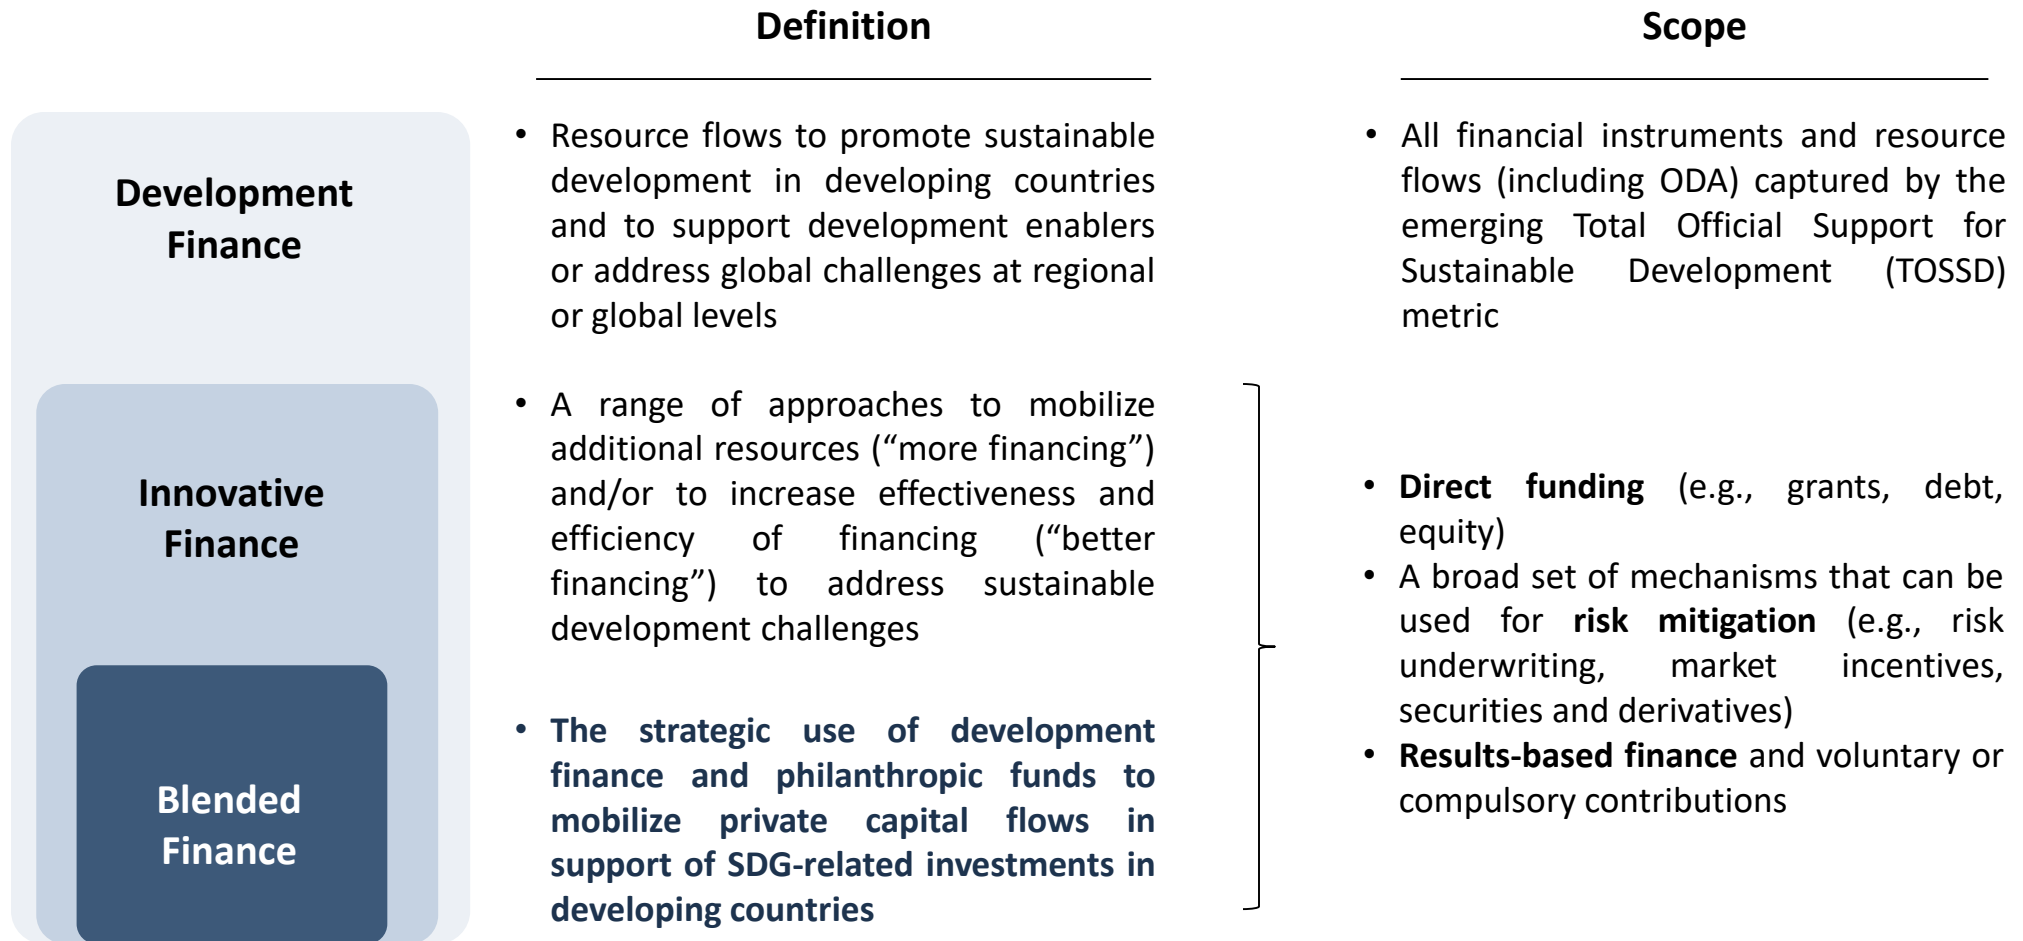 Definition
Scope
Development
Finance
• Resource flows to promote sustainable
development in developing countries
and to support development enablers
or address global challenges at regional
or global levels
• All financial instruments and resource
flows (including ODA) captured by the
emerging Total Official Support for
Sustainable Development (TOSSD)
metric
Innovative
Finance
• A range of approaches to mobilize
additional resources (“more financing”)
and/or to increase effectiveness and
efficiency of financing (“better
financing”) to address sustainable
development challenges
Blended
Finance
• The strategic use of development
finance and philanthropic funds to
mobilize private capital flows in
support of SDG-related investments in
developing countries
• Direct funding (e.g., grants, debt,
equity)
• A broad set of mechanisms that can be
used for risk mitigation (e.g., risk
underwriting, market incentives,
securities and derivatives)
• Results-based finance and voluntary or
compulsory contributions